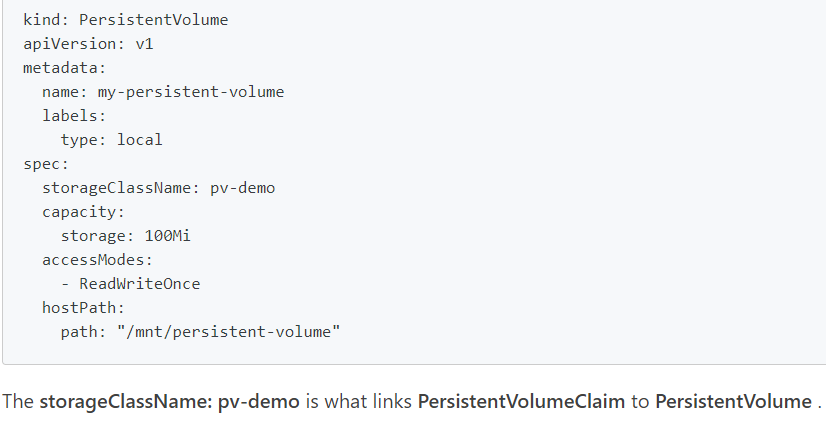 kind: PersistentVolume
apiVersion: v1
metadata:
  name: my-persistent-volume
  labels:
    type: local
spec:
  storageClassName: pv-demo
  capacity:
    storage: 100Mi
  accessModes:
    - ReadWriteOnce
  hostPath:
    path: "/mnt/persistent-volume"
The storageClassName: pv-demo is what links PersistentVolumeClaim to PersistentVolume .